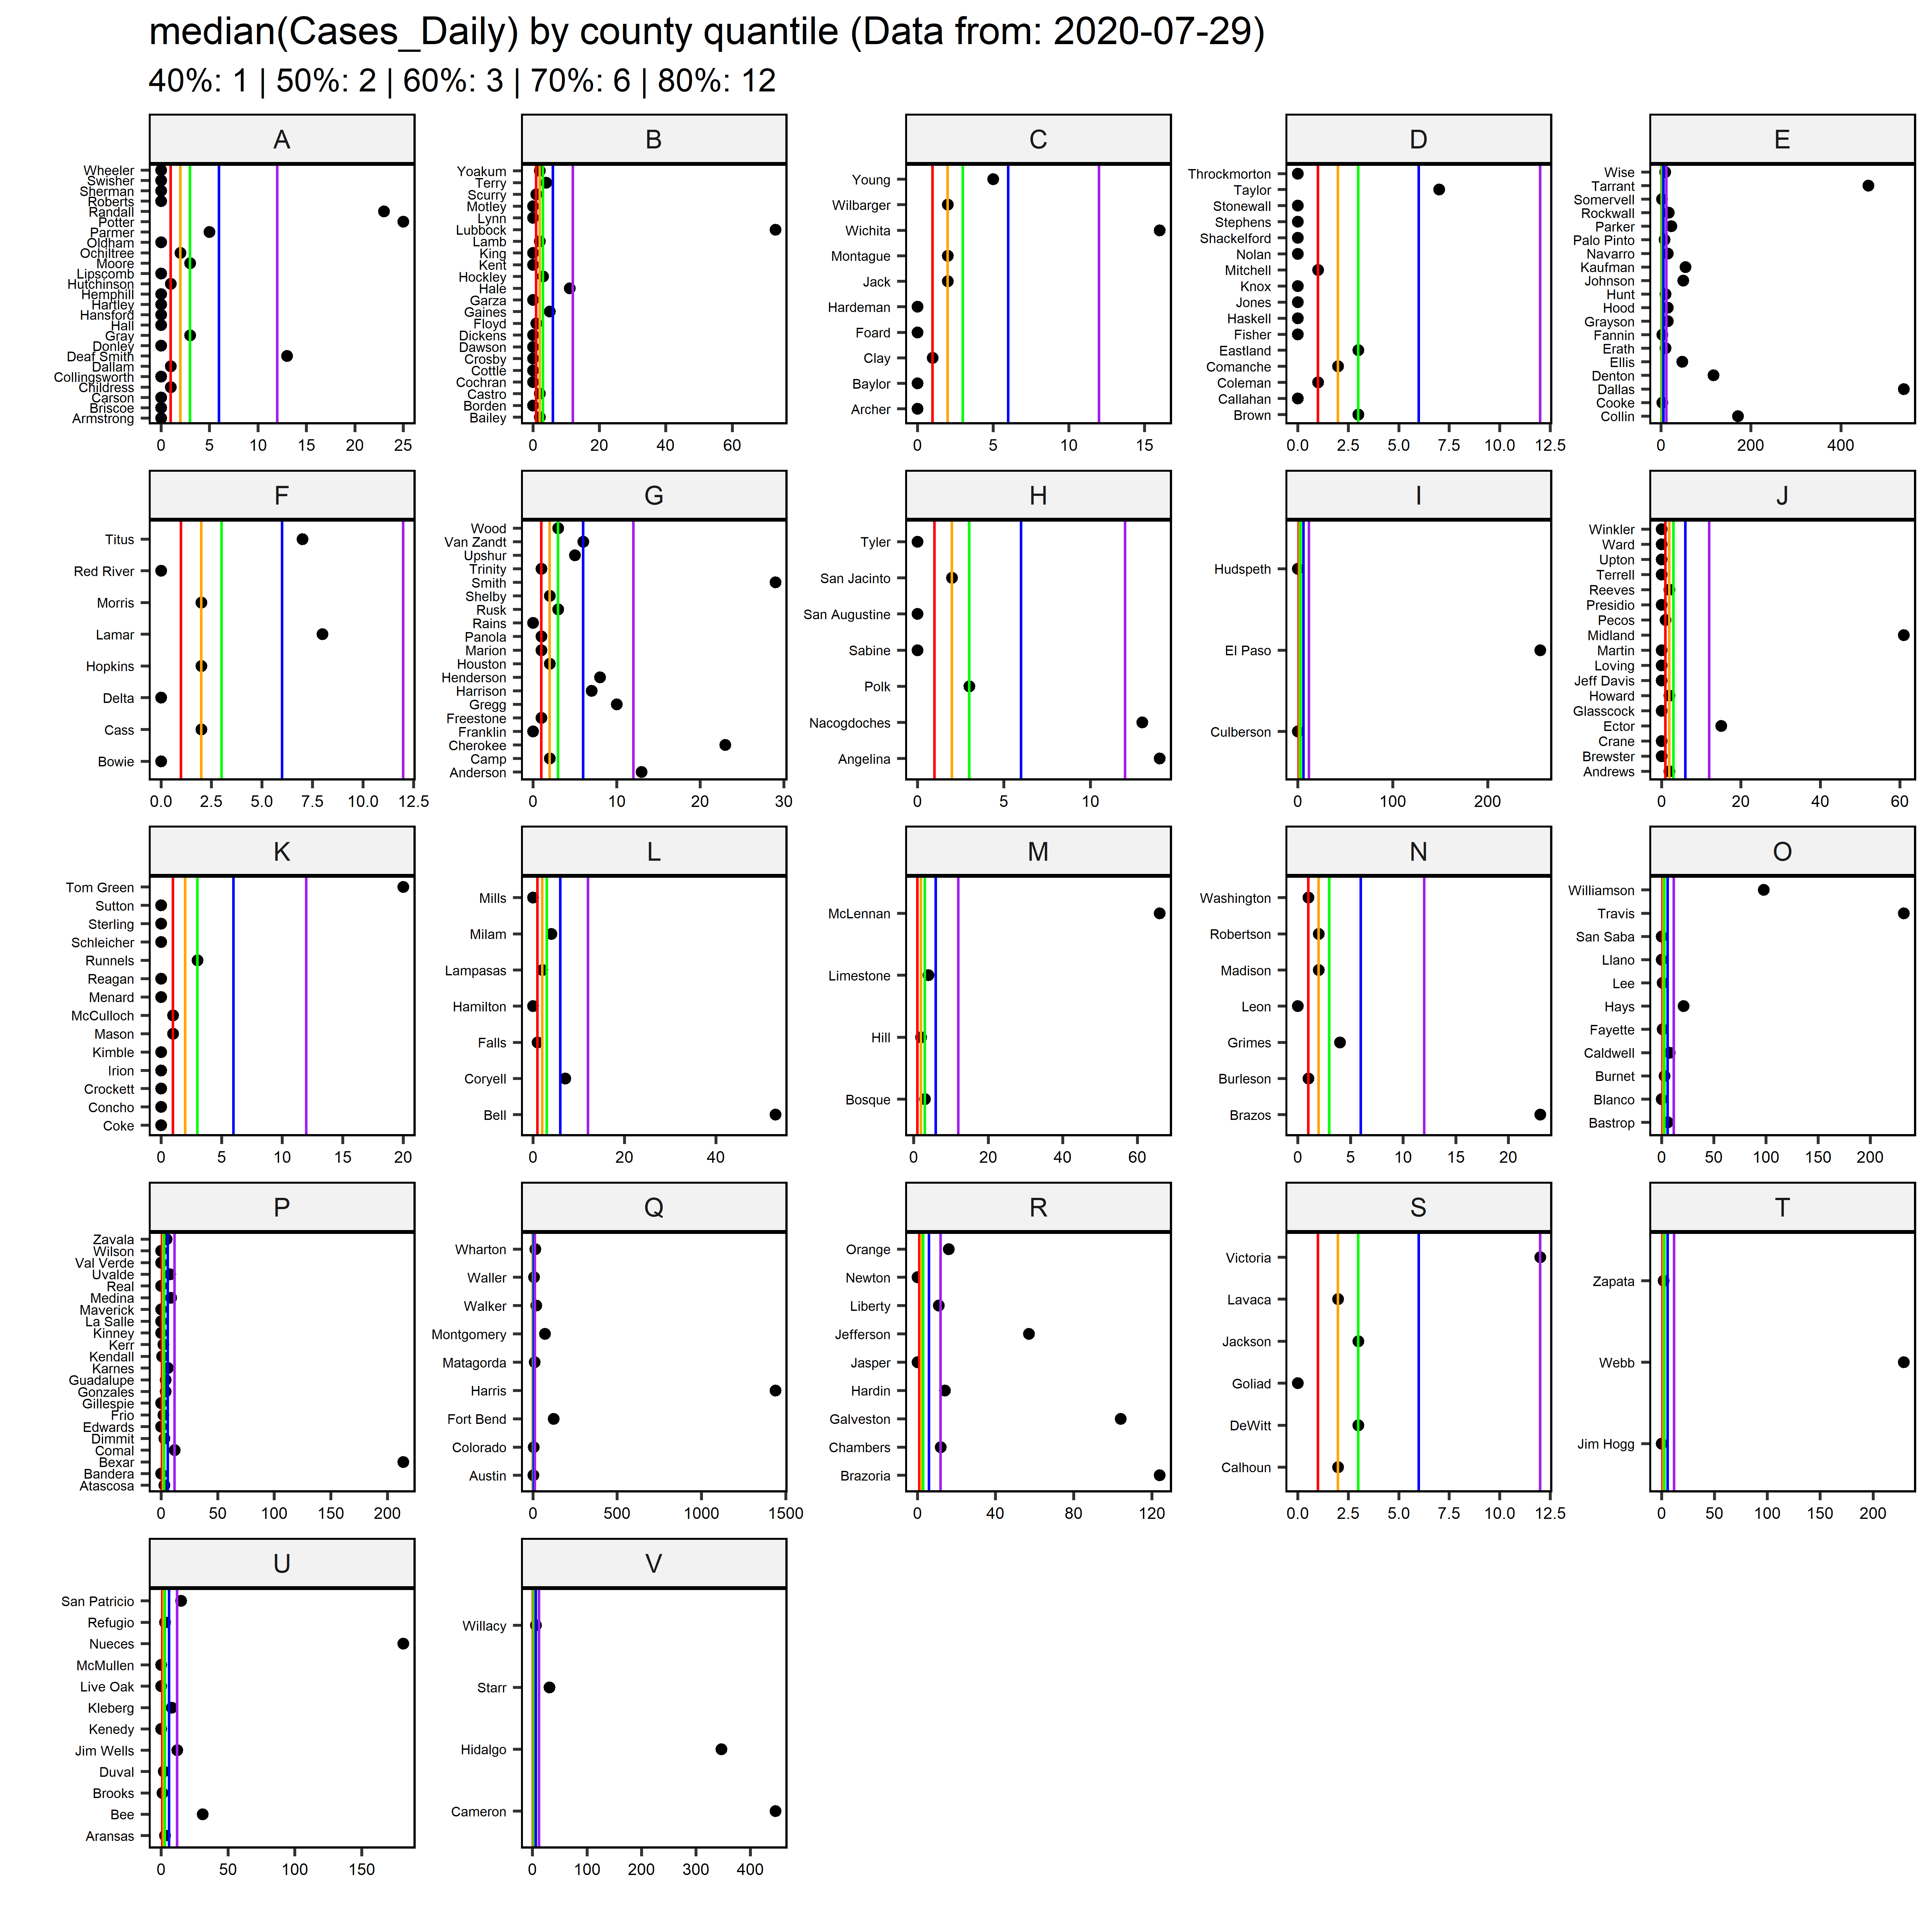 median(Cases_Daily) by county quantile (Data from: 2020-07-29)
40%: 1 | 50%: 2 | 60%: 3 | 70%: 6 | 80%: 12
A
Wheeler
Swisher
Sherman
Roberts
Randall
Potter
Parmer
Oldham
Ochiltree
Moore
Lipscomb
Hutchinson
Hemphill
Hartley
Hansford
Hall
Gray
Donley
Deaf Smith
Dallam
Collingsworth
Childress
Carson
Briscoe
Armstrong
0 5 10 15 20 25
B
Yoakum
Terry
Scurry
Motley
Lynn
Lubbock
Lamb
King
Kent
Hockley
Hale
Garza
Gaines
Floyd
Dickens
Dawson
Crosby
Cottle
Cochran
Castro
Borden
Bailey
0 20 40 60
C
Young
Wilbarger
Wichita
Montague
Jack
Hardeman
Foard
Clay
Baylor
Archer
0 5 10 15
D
Throckmorton
Taylor
Stonewall
Stephens
Shackelford
Nolan
Mitchell
Knox
Jones
Haskell
Fisher
Eastland
Comanche
Coleman
Callahan
Brown
0.0 2.5 5.0 7.5 10.0 12.5
E
Wise
Tarrant
Somervell
Rockwall
Parker
Palo Pinto
Navarro
Kaufman
Johnson
Hunt
Hood
Grayson
Fannin
Erath
Ellis
Denton
Dallas
Cooke
Collin
0 200 400
F
Titus
Red River
Morris
Lamar
Hopkins
Delta
Cass
Bowie
0.0 2.5 5.0 7.5 10.0 12.5
G
Wood
Van Zandt
Upshur
Trinity
Smith
Shelby
Rusk
Rains
Panola
Marion
Houston
Henderson
Harrison
Gregg
Freestone
Franklin
Cherokee
Camp
Anderson
0 10 20 30
H
Tyler
San Jacinto
San Augustine
Sabine
Polk
Nacogdoches
Angelina
0 5 10
I
Hudspeth
El Paso
Culberson
0 100 200
J
Winkler
Ward
Upton
Terrell
Reeves
Presidio
Pecos
Midland
Martin
Loving
Jeff Davis
Howard
Glasscock
Ector
Crane
Brewster
Andrews
0 20 40 60
K
Tom Green
Sutton
Sterling
Schleicher
Runnels
Reagan
Menard
McCulloch
Mason
Kimble
Irion
Crockett
Concho
Coke
0 5 10 15 20
L
Mills
Milam
Lampasas
Hamilton
Falls
Coryell
Bell
0 20 40
M
McLennan
Limestone
Hill
Bosque
0 20 40 60
N
Washington
Robertson
Madison
Leon
Grimes
Burleson
Brazos
0 5 10 15 20
O
Williamson
Travis
San Saba
Llano
Lee
Hays
Fayette
Caldwell
Burnet
Blanco
Bastrop
0 50 100 150 200
P
Zavala
Wilson
Val Verde
Uvalde
Real
Medina
Maverick
La Salle
Kinney
Kerr
Kendall
Karnes
Guadalupe
Gonzales
Gillespie
Frio
Edwards
Dimmit
Comal
Bexar
Bandera
Atascosa
0 50 100 150 200
Q
Wharton
Waller
Walker
Montgomery
Matagorda
Harris
Fort Bend
Colorado
Austin
0 500 1000 1500
R
Orange
Newton
Liberty
Jefferson
Jasper
Hardin
Galveston
Chambers
Brazoria
0 40 80 120
S
Victoria
Lavaca
Jackson
Goliad
DeWitt
Calhoun
0.0 2.5 5.0 7.5 10.0 12.5
T
Zapata
Webb
Jim Hogg
0 50 100 150 200
U
San Patricio
Refugio
Nueces
McMullen
Live Oak
Kleberg
Kenedy
Jim Wells
Duval
Brooks
Bee
Aransas
0 50 100 150
V
Willacy
Starr
Hidalgo
Cameron
0 100 200 300 400